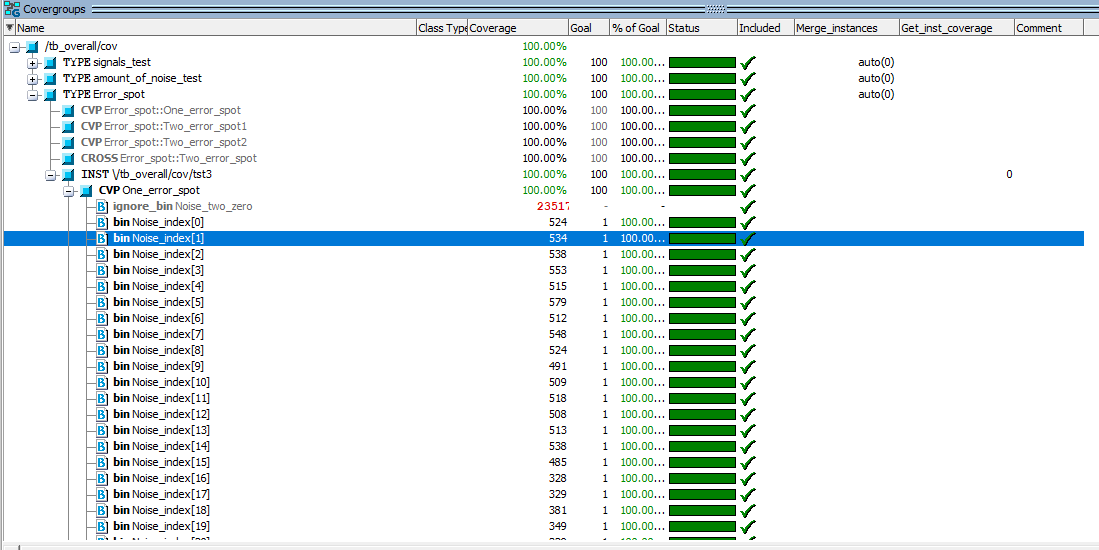 Covergroups
Name Class Type Coverage Goal % of Goal Status Included Merge_instances Get_inst_coverage Comment
/tb_overall/cov 100.00%
TYPE signals_test 100.00% 100 100.00... auto(0)
TYPE amount_of_noise_test 100.00% 100 100.00... auto(0)
TYPE Error_spot 100.00% 100 100.00... auto(0)
CVP Error_spot::One_error_spot 100.00% 100 100.00...
CVP Error_spot::Two_error_spot1 100.00% 100 100.00...
CVP Error_spot::Two_error_spot2 100.00% 100 100.00...
CROSS Error_spot::Two_error_spot 100.00% 100 100.00...
INST \/tb_overall/cov/tst3 100.00% 100 100.00... 0
CVP One_error_spot 100.00% 100 100.00...
B ignore_bin Noise_two_zero 23517 - -
B bin Noise_index[0] 524 1 100.00...
B bin Noise_index[1] 534 1 100.00...
B bin Noise_index[2] 538 1 100.00...
B bin Noise_index[3] 553 1 100.00...
B bin Noise_index[4] 515 1 100.00...
B bin Noise_index[5] 579 1 100.00...
B bin Noise_index[6] 512 1 100.00...
B bin Noise_index[7] 548 1 100.00...
B bin Noise_index[8] 524 1 100.00...
B bin Noise_index[9] 491 1 100.00...
B bin Noise_index[10] 509 1 100.00...
B bin Noise_index[11] 518 1 100.00...
B bin Noise_index[12] 508 1 100.00...
B bin Noise_index[13] 513 1 100.00...
B bin Noise_index[14] 538 1 100.00...
B bin Noise_index[15] 485 1 100.00...
B bin Noise_index[16] 328 1 100.00...
B bin Noise_index[17] 329 1 100.00...
B bin Noise_index[18] 381 1 100.00...
B bin Noise_index[19] 349 1 100.00...